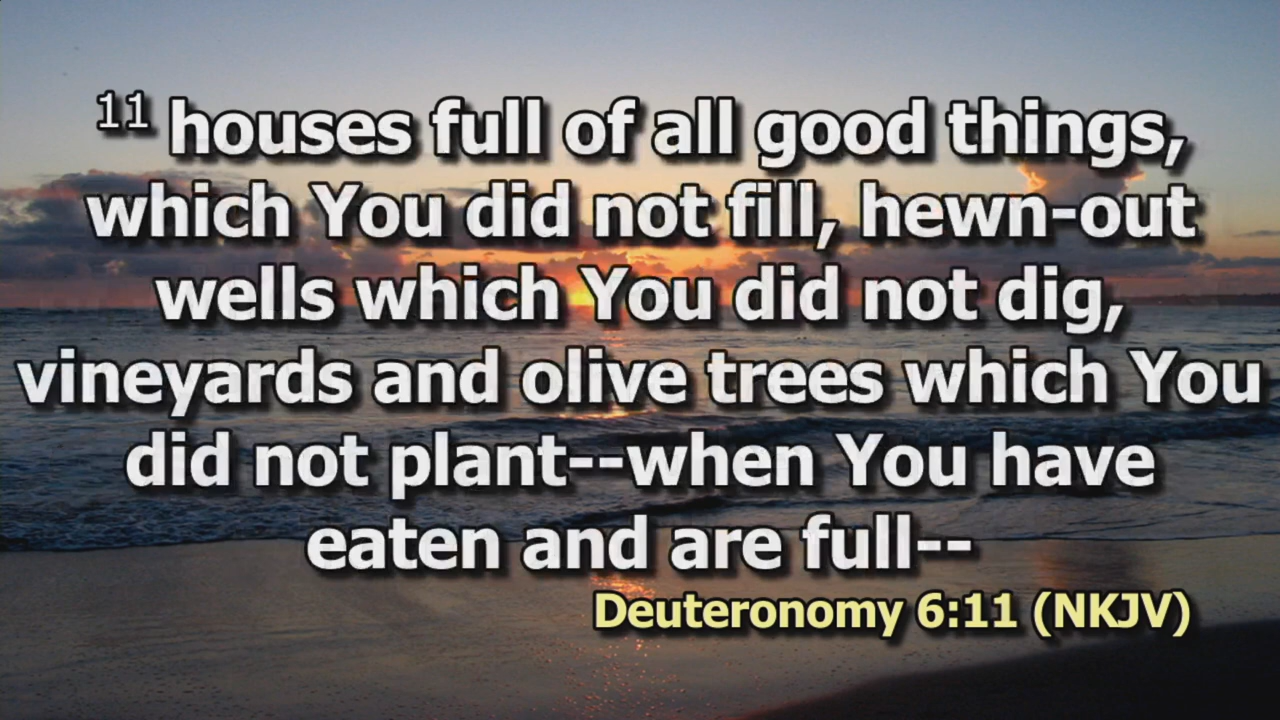 11 houses full of all good things,
which You did not fill, hewn-out
wells which You did not dig,
vineyards and olive trees which You
did not plant--when You have
eaten and are full--
Deuteronomy 6:11 (NKJV)